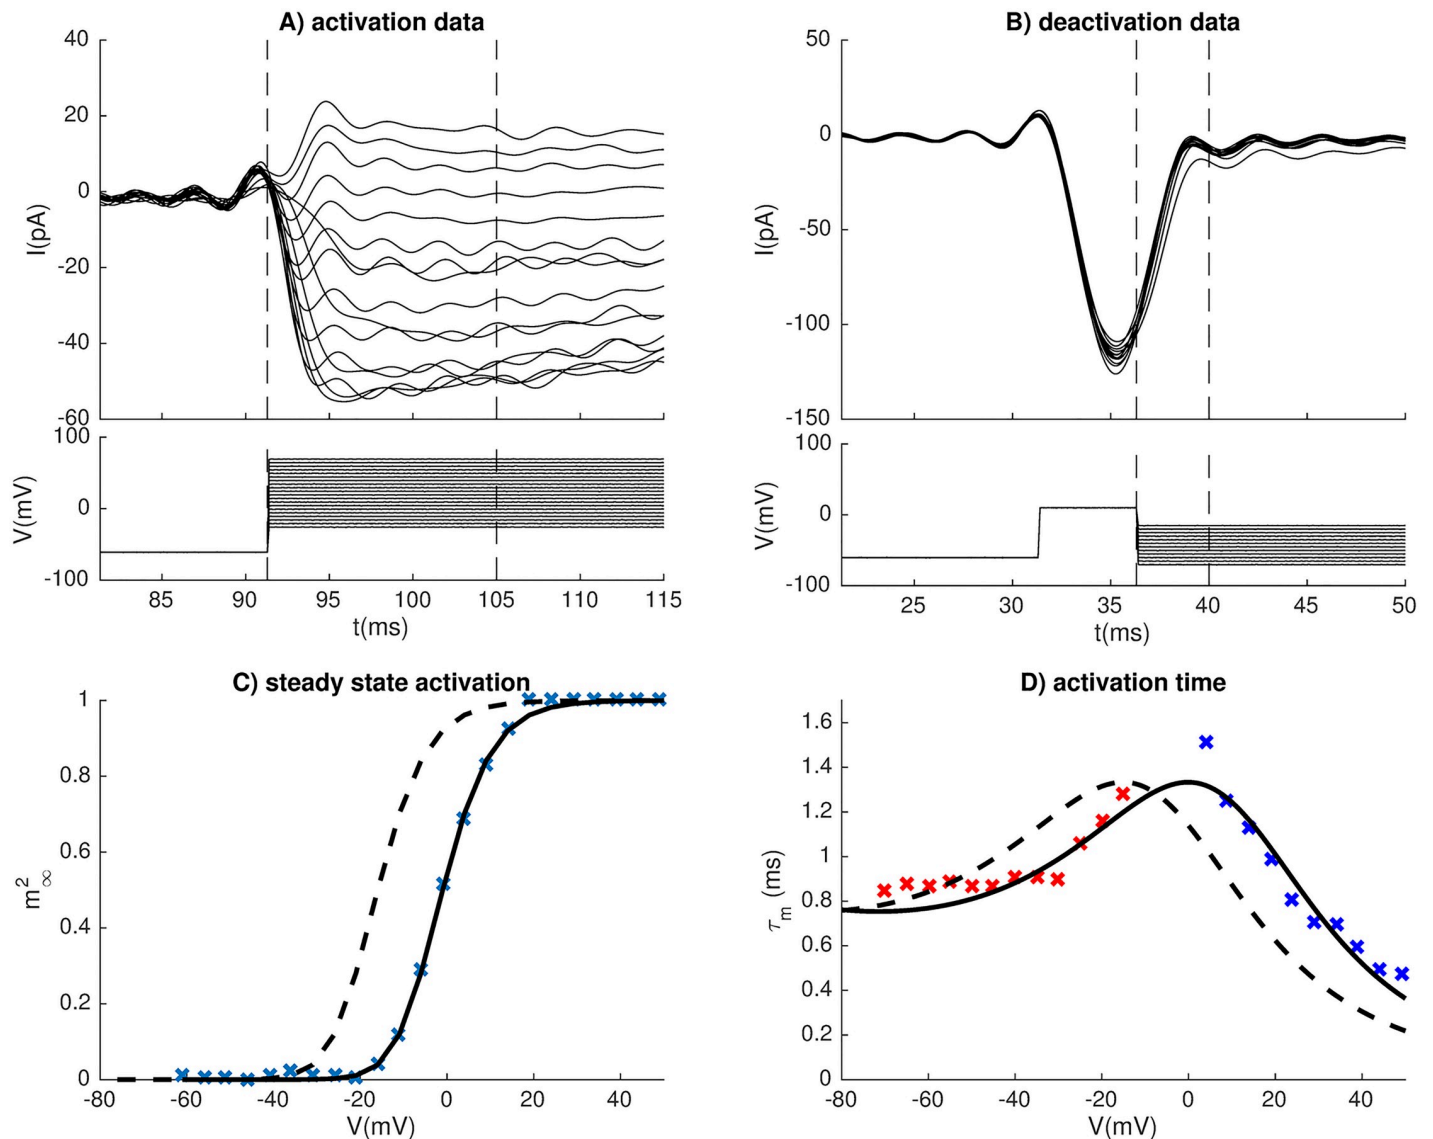 A) activation data
40
20
0
-20
-40
-60
I(pA)
100
0
-100
V(mV)
85 90 95 100 105 110 115
t(ms)
B) deactivation data
50
0
-50
-100
-150
I(pA)
100
0
-100
V(mV)
25 30 35 40 45 50
t(ms)
C) steady state activation
1
0.8
0.6
0.4
0.2
0
m²∞
-80 -60 -40 -20 0 20 40
V(mV)
D) activation time
1.6
1.4
1.2
1
0.8
0.6
0.4
0.2
0
τm (ms)
-80 -60 -40 -20 0 20 40
V(mV)